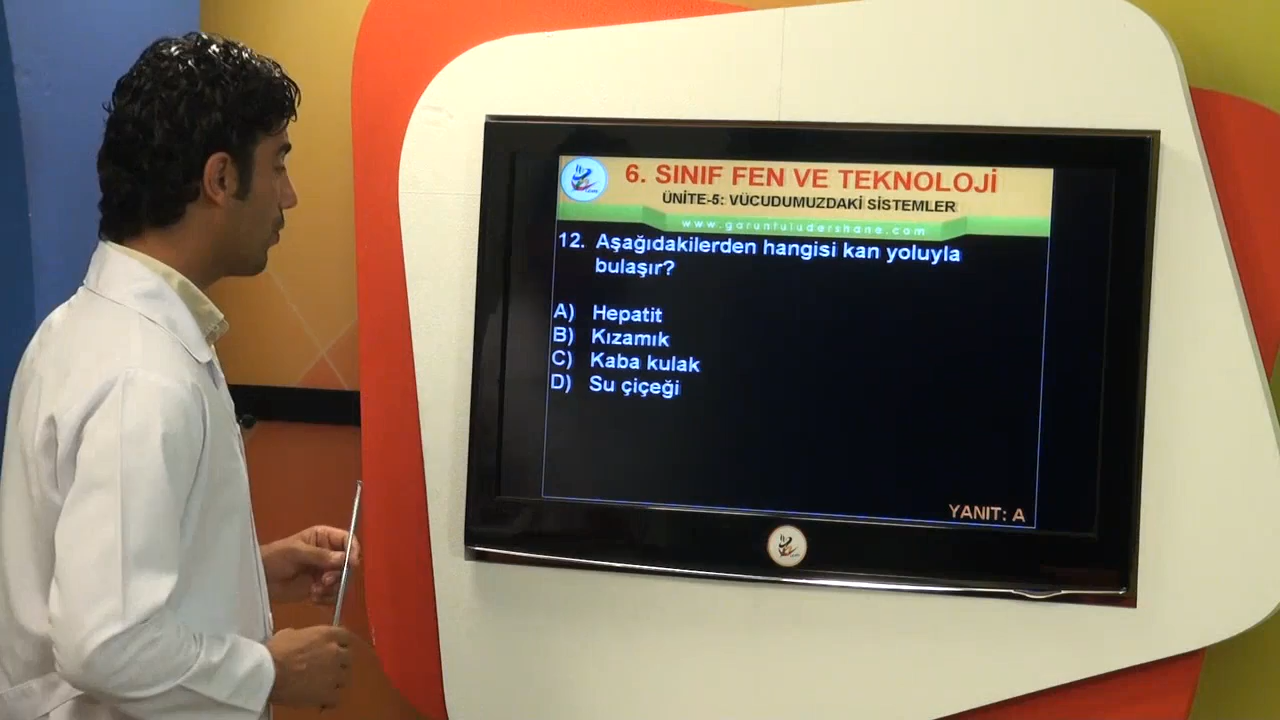 6. SINIF FEN VE TEKNOLOJİ
ÜNİTE-5: VÜCUDUMUZDAKİ SİSTEMLER
www.garantuludershane.com
12. Aşağıdakilerden hangisi kan yoluyla
bulaşır?
A) Hepatit
B) Kızamık
C) Kaba kulak
D) Su çiçeği
YANIT: A